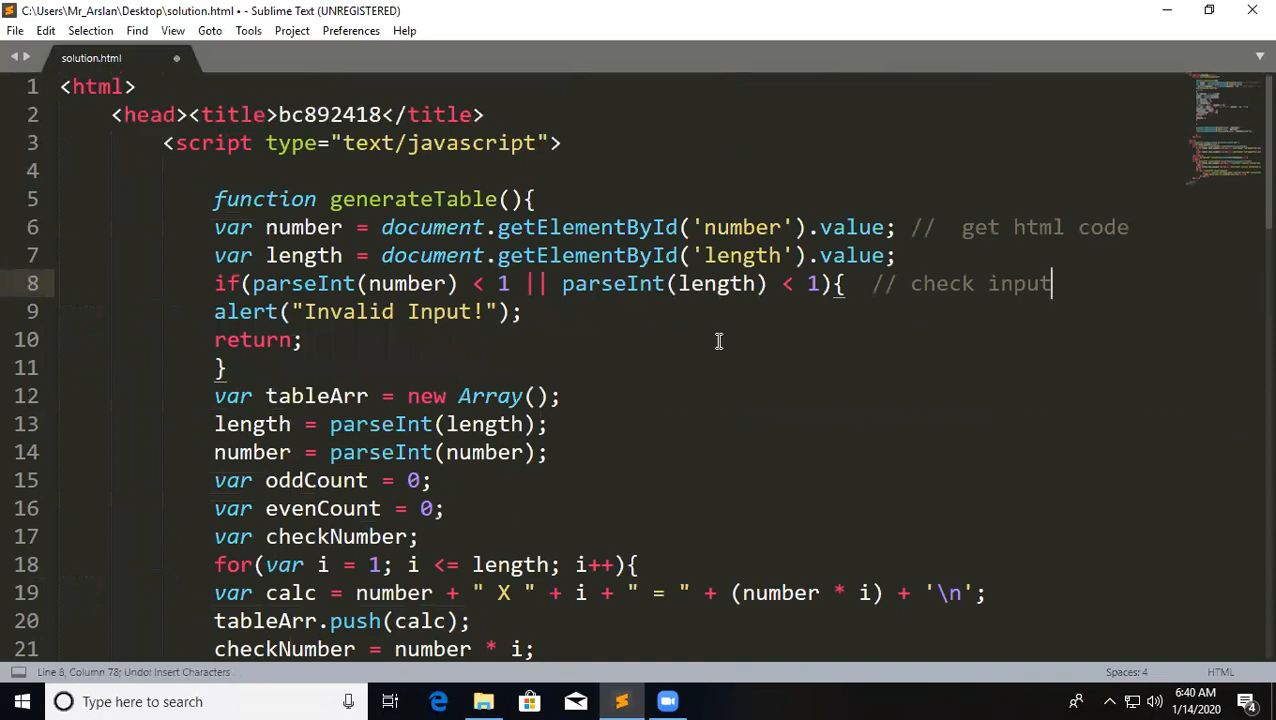 C:\Users\Mr_Arslan\Desktop\solution.html • - Sublime Text (UNREGISTERED)
File Edit Selection Find View Goto Tools Project Preferences Help
solution.html
1 <html>
2 <head><title>bc892418</title>
3 <script type="text/javascript">
4
5 function generateTable(){
6 var number = document.getElementById('number').value; // get html code
7 var length = document.getElementById('length').value;
8 if(parseInt(number) < 1 || parseInt(length) < 1){ // check input
9 alert("Invalid Input!");
10 return;
11 }
12 var tableArr = new Array();
13 length = parseInt(length);
14 number = parseInt(number);
15 var oddCount = 0;
16 var evenCount = 0;
17 var checkNumber;
18 for(var i = 1; i <= length; i++){
19 var calc = number + " X " + i + " = " + (number * i) + '\n';
20 tableArr.push(calc);
21 checkNumber = number * i;
Line 8, Column 78; Undo: Insert Characters Spaces: 4 HTML
Type here to search
6:40 AM
1/14/2020
4